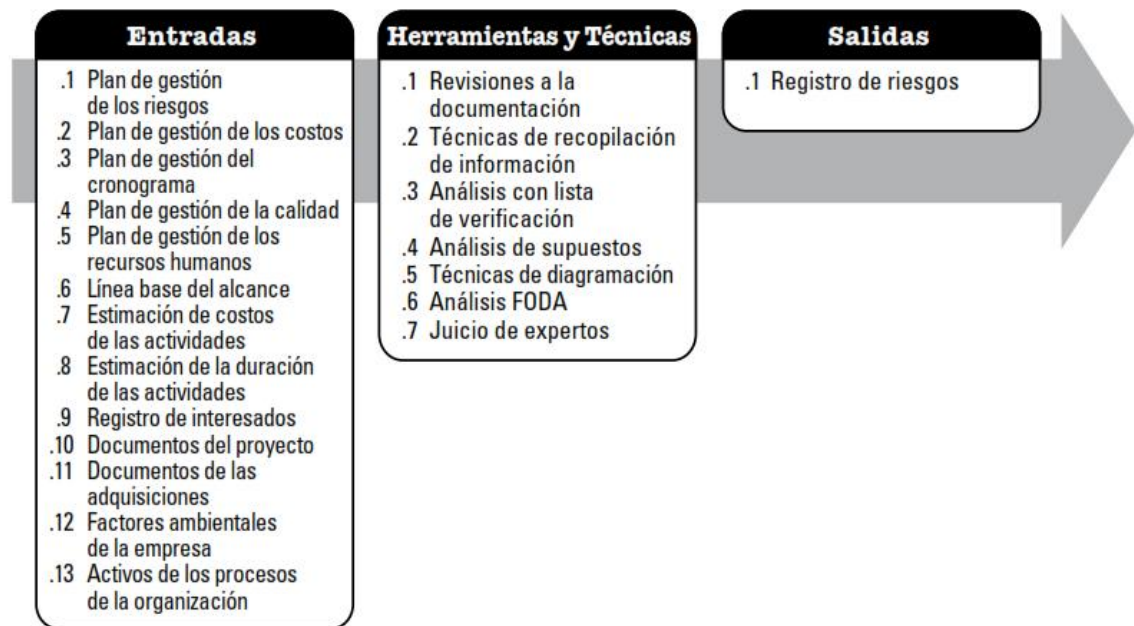 Entradas
.1 Plan de gestión
de los riesgos
.2 Plan de gestión de los costos
.3 Plan de gestión del
cronograma
.4 Plan de gestión de la calidad
.5 Plan de gestión de los
recursos humanos
.6 Línea base del alcance
.7 Estimación de costos
de las actividades
.8 Estimación de la duración
de las actividades
.9 Registro de interesados
.10 Documentos del proyecto
.11 Documentos de las
adquisiciones
.12 Factores ambientales
de la empresa
.13 Activos de los procesos
de la organización
Herramientas y Técnicas
.1 Revisiones a la
documentación
.2 Técnicas de recopilación
de información
.3 Análisis con lista
de verificación
.4 Análisis de supuestos
.5 Técnicas de diagramación
.6 Análisis FODA
.7 Juicio de expertos
Salidas
.1 Registro de riesgos